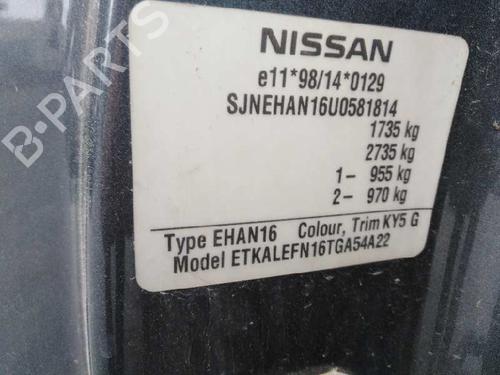 NISSAN
e11*98/14*0129
SJNEHAN16U0581814
1735 kg
2735 kg
1– 955 kg
2– 970 kg
Type EHAN16 Colour, Trim KY5 G
Model ETKALEFN16TGA54A22
B-PARTS